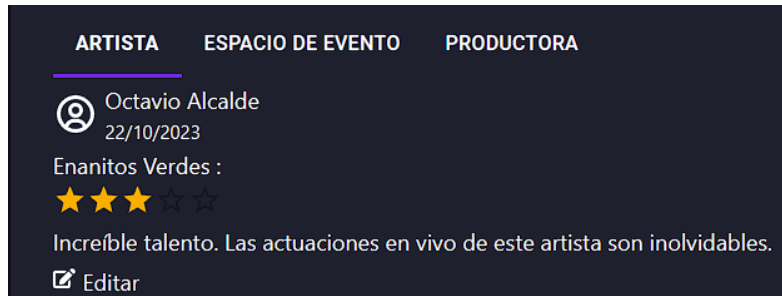 ARTISTA ESPACIO DE EVENTO PRODUCTORA
Octavio Alcalde
22/10/2023
Enanitos Verdes :
Increíble talento. Las actuaciones en vivo de este artista son inolvidables.
Editar